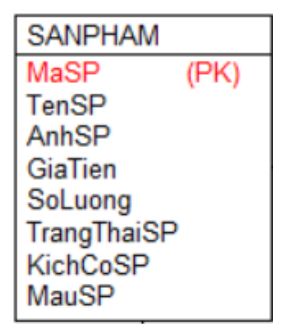 SANPHAM
MaSP (PK)
TenSP
AnhSP
GiaTien
SoLuong
TrangThaiSP
KichCoSP
MauSP